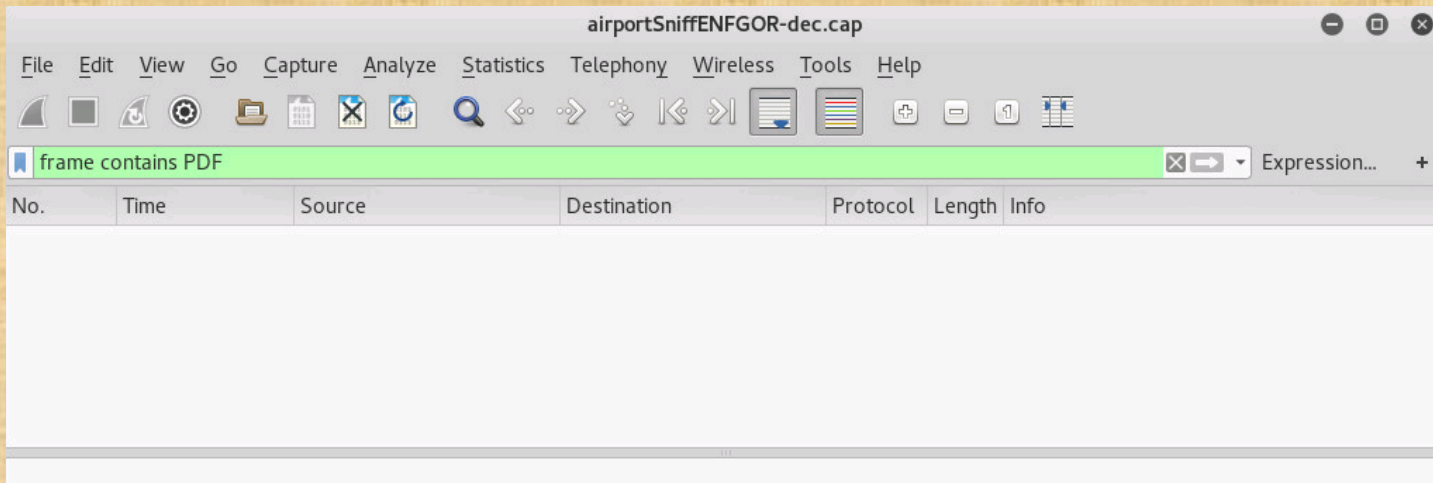 airportSniffENFGOR-dec.cap
File Edit View Go Capture Analyze Statistics Telephony Wireless Tools Help
frame contains PDF Expression... +
No. Time Source Destination Protocol Length Info